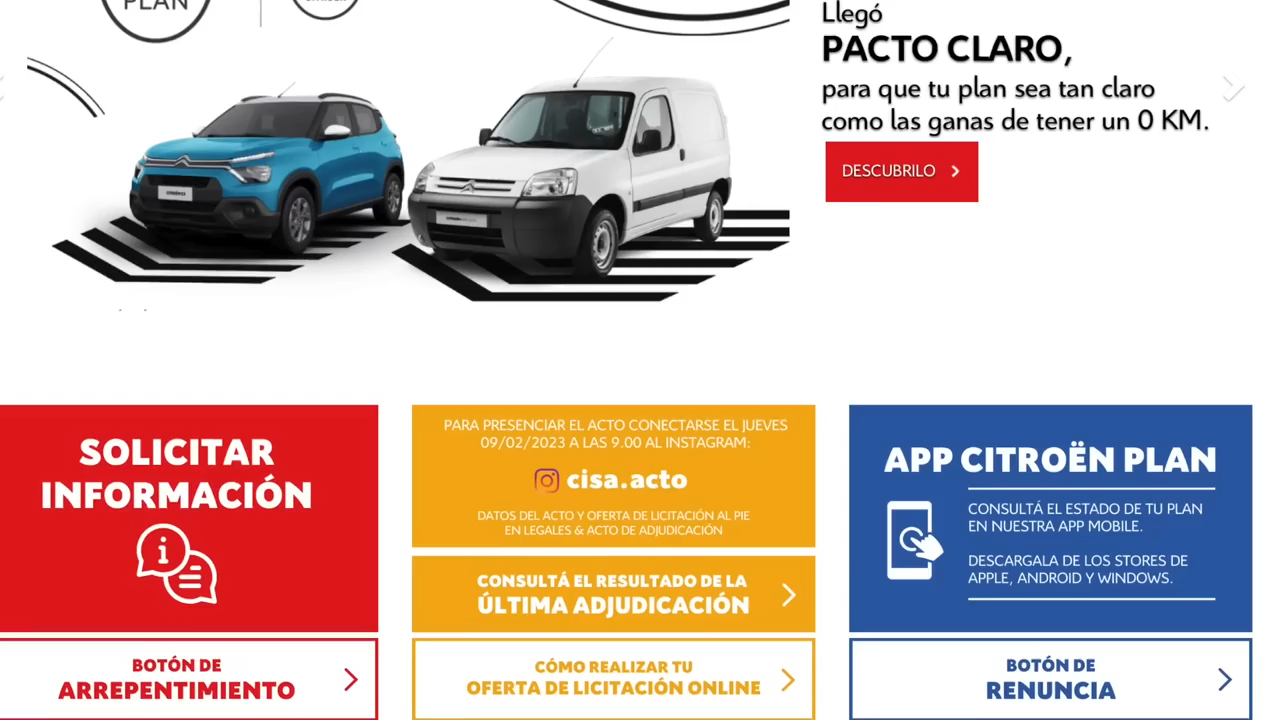 PLAN
Llegó
PACTO CLARO,
para que tu plan sea tan claro
como las ganas de tener un 0 KM.
DESCUBRILO
SOLICITAR
INFORMACIÓN
BOTÓN DE
ARREPENTIMIENTO
PARA PRESENCIAR EL ACTO CONECTARSE EL JUEVES
09/02/2023 A LAS 9.00 AL INSTAGRAM:
cisa.acto
DATOS DEL ACTO Y OFERTA DE LICITACIÓN AL PIE
EN LEGALES & ACTO DE ADJUDICACIÓN
CONSULTÁ EL RESULTADO DE LA
ÚLTIMA ADJUDICACIÓN
CÓMO REALIZAR TU
OFERTA DE LICITACIÓN ONLINE
APP CITROËN PLAN
CONSULTÁ EL ESTADO DE TU PLAN
EN NUESTRA APP MOBILE.
DESCARGALA DE LOS STORES DE
APPLE, ANDROID Y WINDOWS.
BOTÓN DE
RENUNCIA